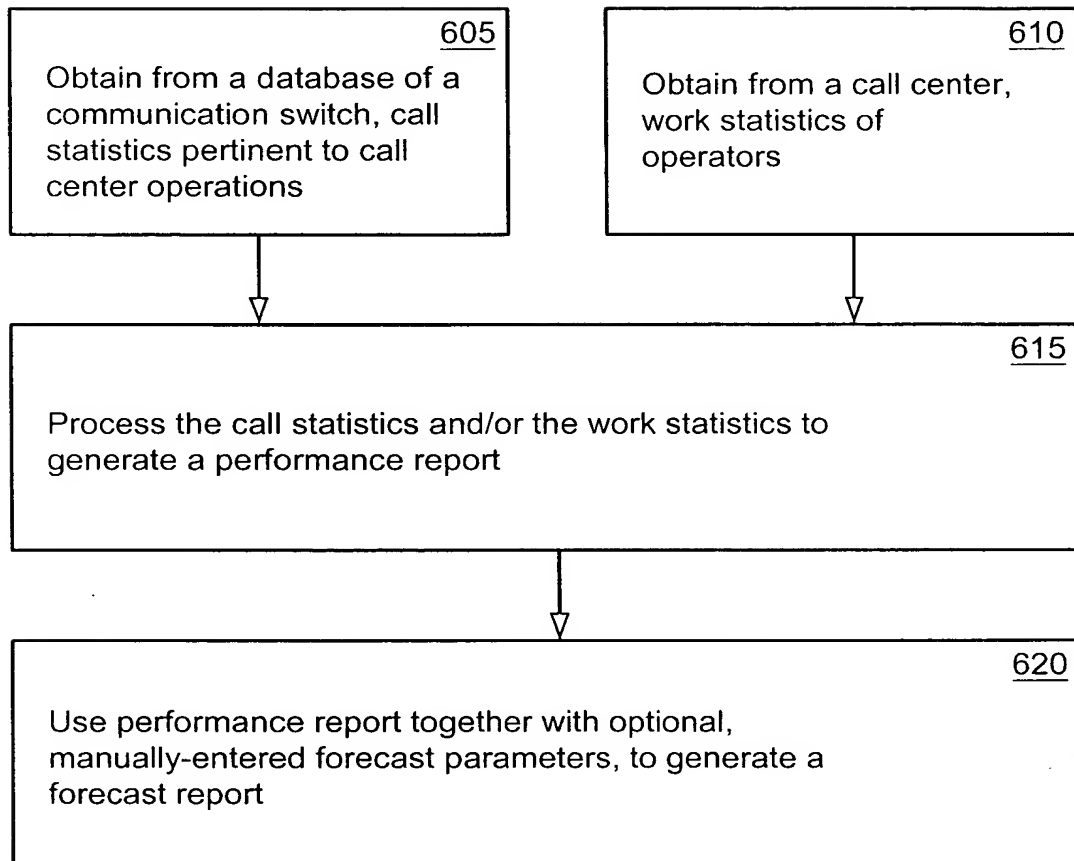 605
Obtain from a database of a
communication switch, call
statistics pertinent to call
center operations
610
Obtain from a call center,
work statistics of
operators
615
Process the call statistics and/or the work statistics to
generate a performance report
620
Use performance report together with optional,
manually-entered forecast parameters, to generate a
forecast report